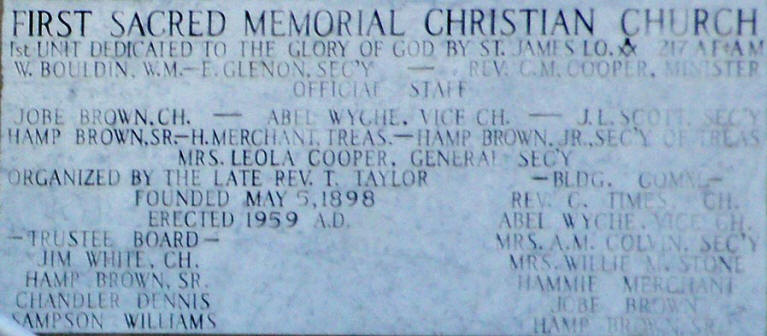 FIRST SACRED MEMORIAL CHRISTIAN CHURCH
1st UNIT DEDICATED TO THE GLORY OF GOD BY ST. JAMES LO. 217 A F & A M
W. BOULDIN, W.M.—E. GLENON, SEC'Y — REV. C.M. COOPER, MINISTER
OFFICIAL STAFF
JOBE BROWN, CH. — ABEL WYCHE, VICE CH. — J.L. SCOTT, SEC'Y
HAMP BROWN, SR.—H. MERCHANT, TREAS.—HAMP BROWN, JR., SEC'Y OF TREAS
MRS. LEOLA COOPER, GENERAL SEC'Y
ORGANIZED BY THE LATE REV. T. TAYLOR
FOUNDED MAY 5, 1898
ERECTED 1959 A.D.
—TRUSTEE BOARD—
JIM WHITE, CH.
HAMP BROWN, SR.
CHANDLER DENNIS
SAMPSON WILLIAMS
—BLDG. COMM.—
REV. C. TIMES, CH.
ABEL WYCHE, VICE CH.
MRS. A.M. COLVIN, SEC'Y
MRS. WILLIE M. STONE
HAMMIE MERCHANT
JOBE BROWN
HAMP BROWN SR.